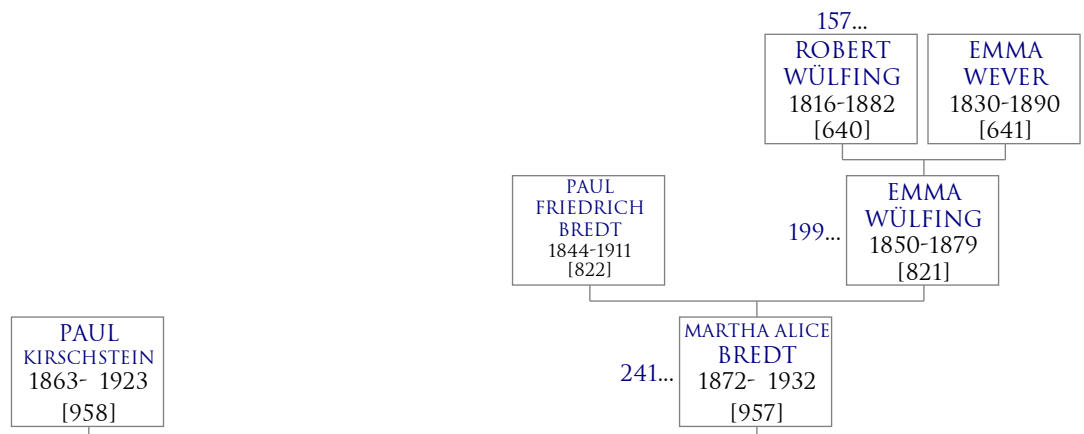 157...
ROBERT
WÜLFING
1816-1882
[640]
EMMA
WEVER
1830-1890
[641]
PAUL
FRIEDRICH
BREDT
1844-1911
[822]
199...
EMMA
WÜLFING
1850-1879
[821]
PAUL
KIRSCHSTEIN
1863- 1923
[958]
241...
MARTHA ALICE
BREDT
1872- 1932
[957]